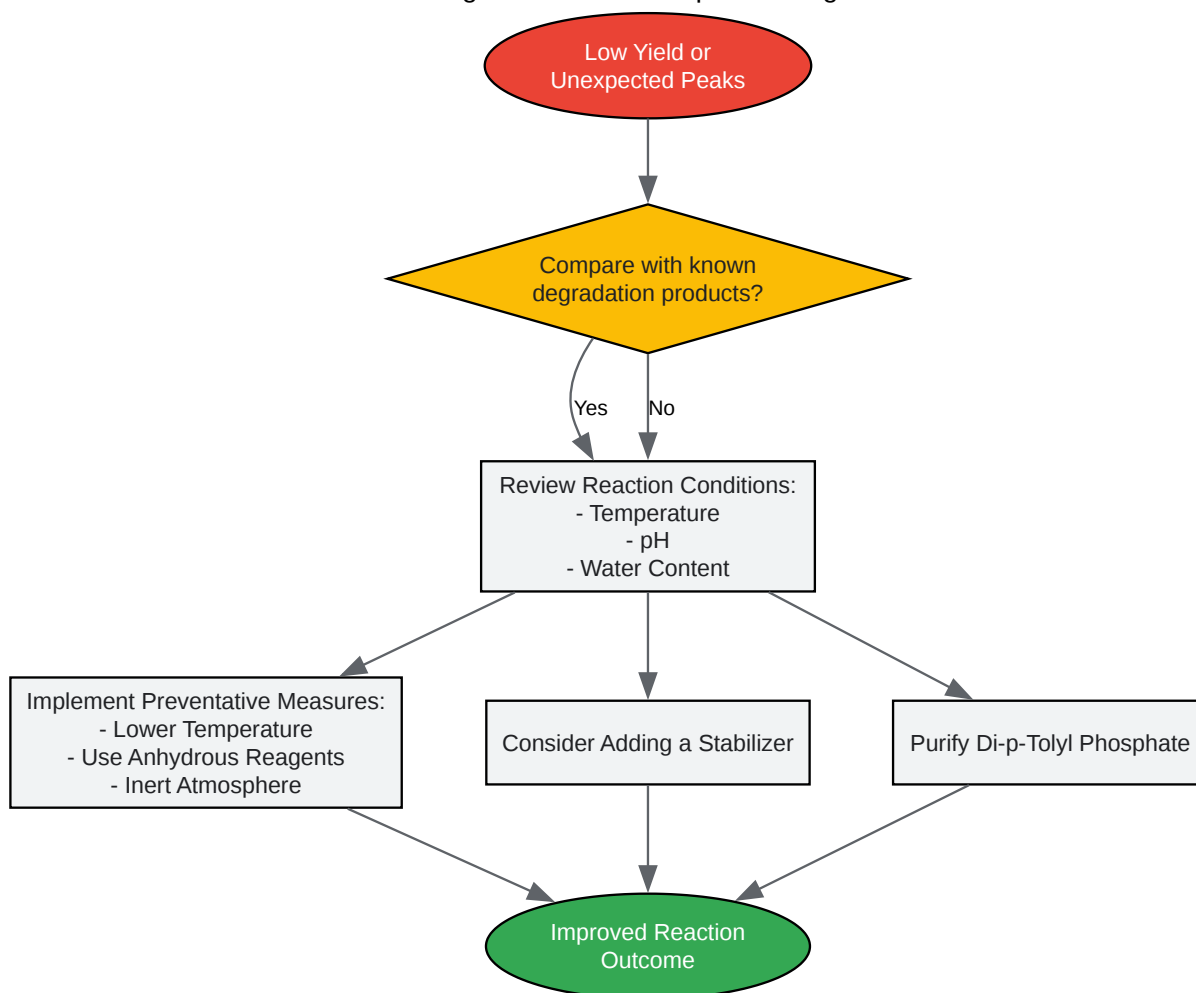 Low Yield or
Unexpected Peaks
Compare with known
degradation products?
Yes
No
Review Reaction Conditions:
- Temperature
- pH
- Water Content
Implement Preventative Measures:
- Lower Temperature
- Use Anhydrous Reagents
- Inert Atmosphere
Consider Adding a Stabilizer
Purify Di-p-Tolyl Phosphate
Improved Reaction
Outcome